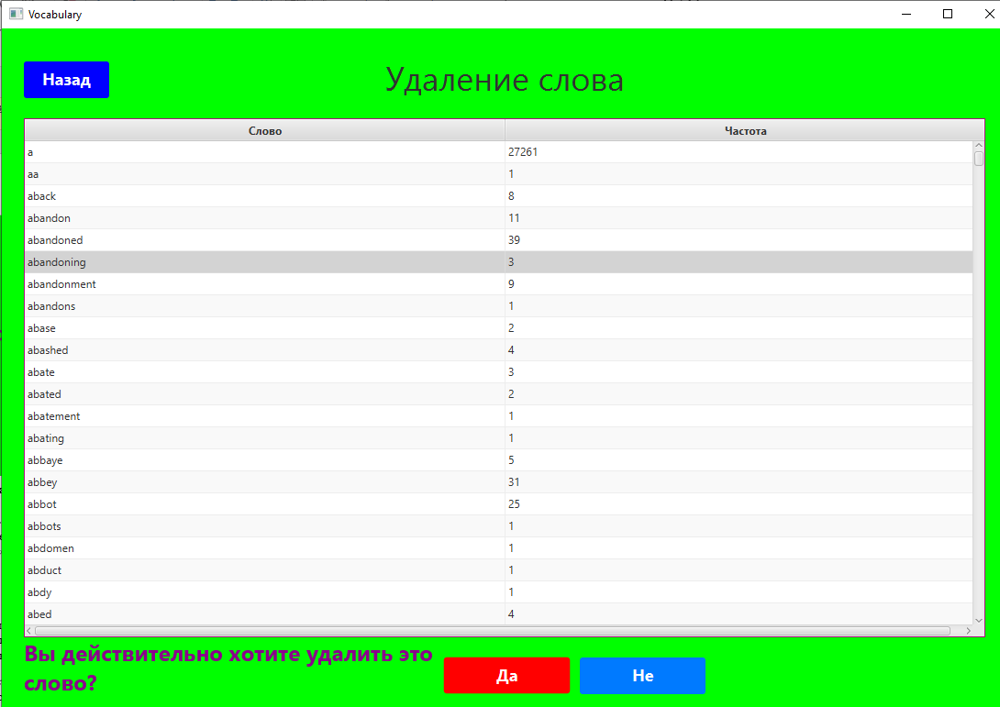 Vocabulary
Назад
Удаление слова
Слово Частота
a 27261
aa 1
aback 8
abandon 11
abandoned 39
abandoning 3
abandonment 9
abandons 1
abase 2
abashed 4
abate 3
abated 2
abatement 1
abating 1
abbaye 5
abbey 31
abbot 25
abbots 1
abdomen 1
abduct 1
abdy 1
abed 4
Вы действительно хотите удалить это
слово?
Да Не